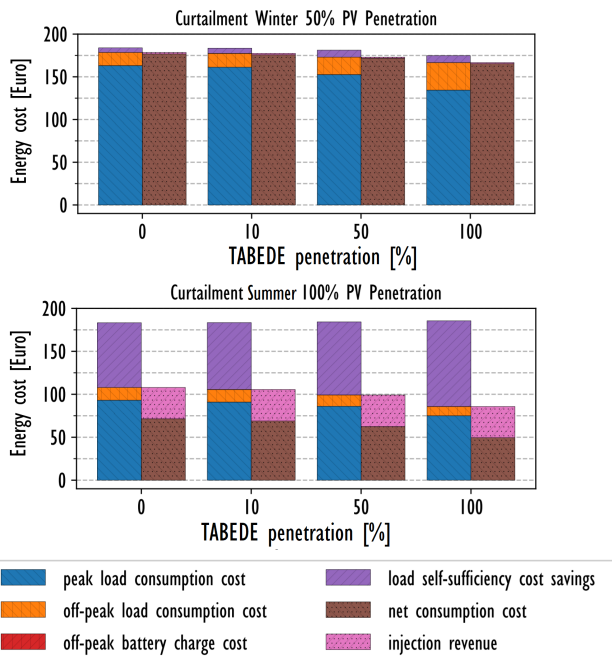 Curtailment Winter 50% PV Penetration
200
150
100
50
0
Energy cost [Euro]
0 10 50 100
TABEDE penetration [%]
Curtailment Summer 100% PV Penetration
200
150
100
50
0
Energy cost [Euro]
0 10 50 100
TABEDE penetration [%]
peak load consumption cost
off-peak load consumption cost
off-peak battery charge cost
load self-sufficiency cost savings
net consumption cost
injection revenue